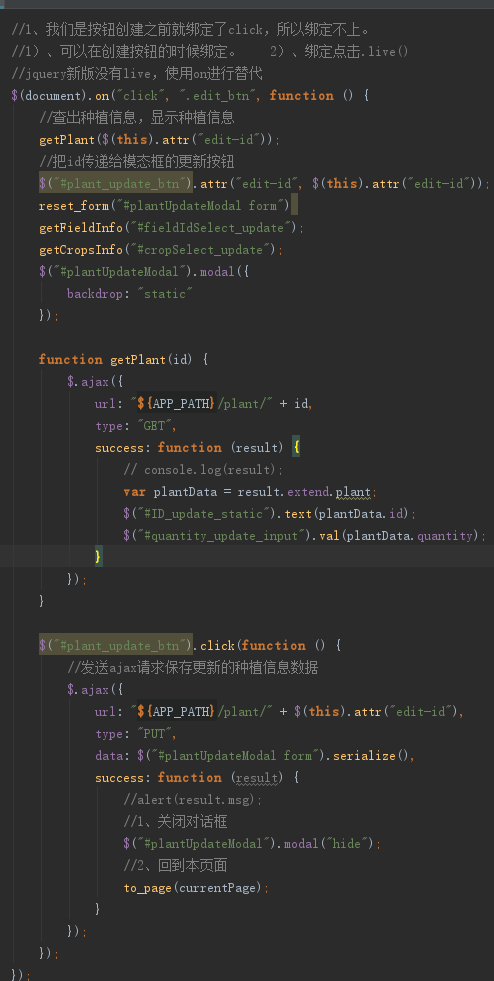 //1、我们是按钮创建之前就绑定了click，所以绑定不上。
//1）、可以在创建按钮的时候绑定。    2）、绑定点击.live()
//jquery新版没有live，使用on进行替代
$(document).on("click", ".edit_btn", function () {
    //查出种植信息，显示种植信息
    getPlant($(this).attr("edit-id"));
    //把id传递给模态框的更新按钮
    $("#plant_update_btn").attr("edit-id", $(this).attr("edit-id"));
    reset_form("#plantUpdateModal form")
    getFieldInfo("#fieldIdSelect_update");
    getCropsInfo("#cropSelect_update");
    $("#plantUpdateModal").modal({
        backdrop: "static"
    });
    function getPlant(id) {
        $.ajax({
            url: "${APP_PATH}/plant/" + id,
            type: "GET",
            success: function (result) {
                // console.log(result);
                var plantData = result.extend.plant;
                $("#ID_update_static").text(plantData.id);
                $("#quantity_update_input").val(plantData.quantity);
            }
        });
    }
    $("#plant_update_btn").click(function () {
        //发送ajax请求保存更新的种植信息数据
        $.ajax({
            url: "${APP_PATH}/plant/" + $(this).attr("edit-id"),
            type: "PUT",
            data: $("#plantUpdateModal form").serialize(),
            success: function (result) {
                //alert(result.msg);
                //1、关闭对话框
                $("#plantUpdateModal").modal("hide");
                //2、回到本页面
                to_page(currentPage);
            }
        });
    });
});